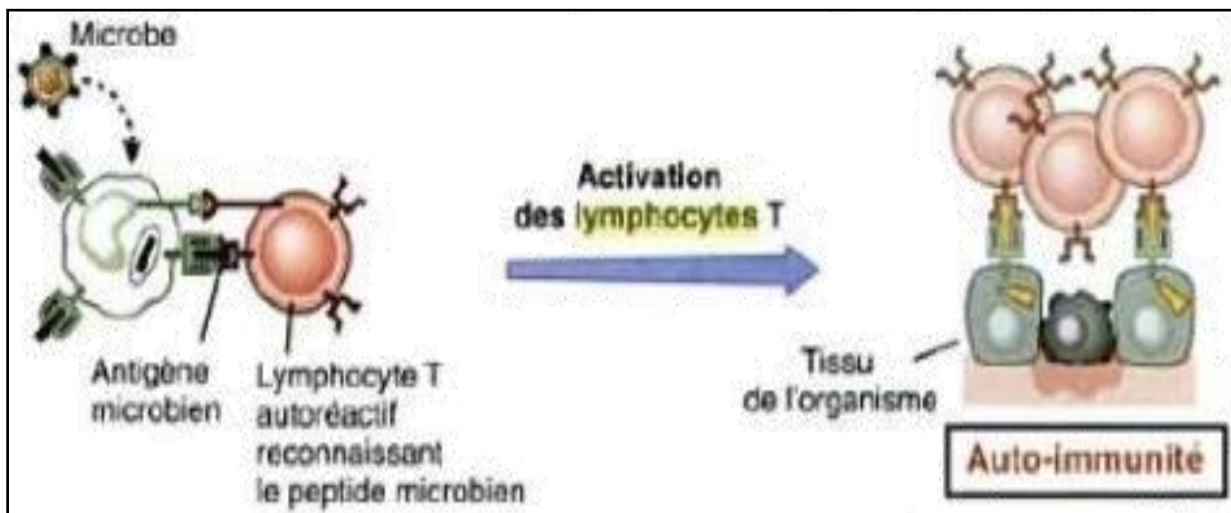 Microbe
Activation
des lymphocytes T
Antigène
microbien
Lymphocyte T
autoréactif
reconnaissant
le peptide microbien
Tissu
de l'organisme
Auto-immunité